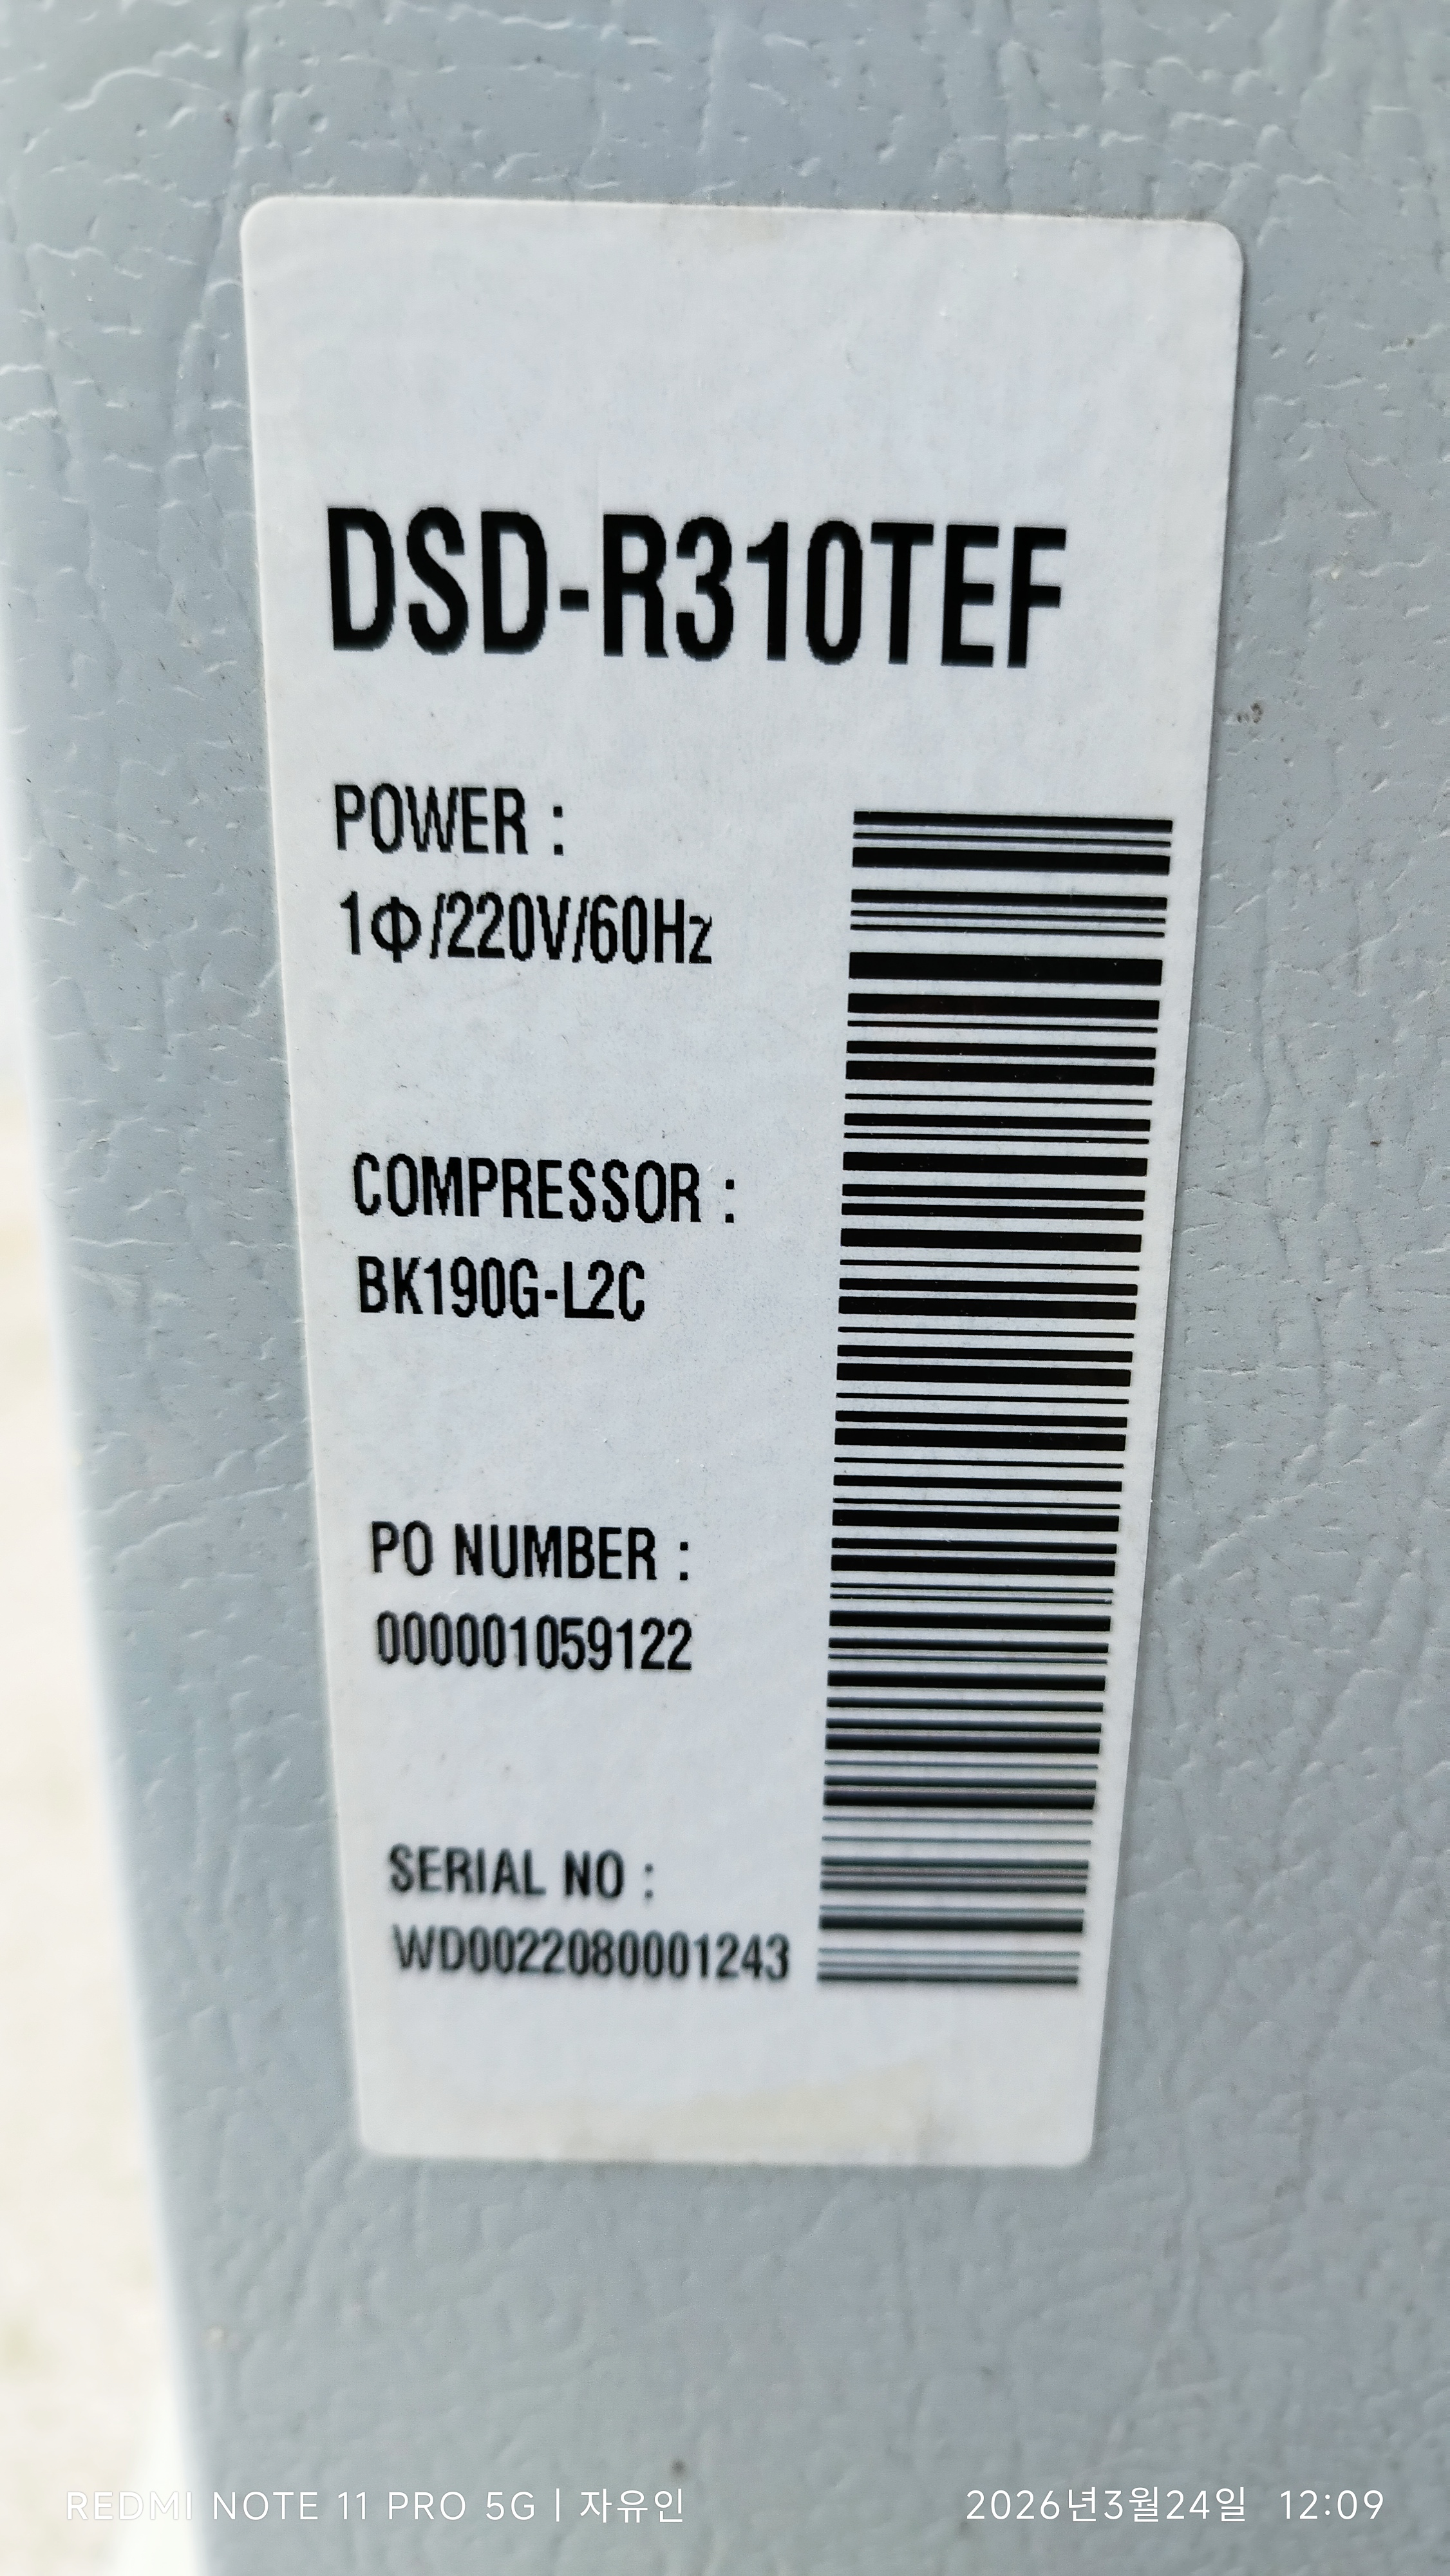 DSD-R310TEF
POWER :
1Φ/220V/60Hz
COMPRESSOR :
BK190G-L2C
PO NUMBER :
000001059122
SERIAL NO :
WD0022080001243
REDMI NOTE 11 PRO 5G | 자유인
2026년3월24일 12:09